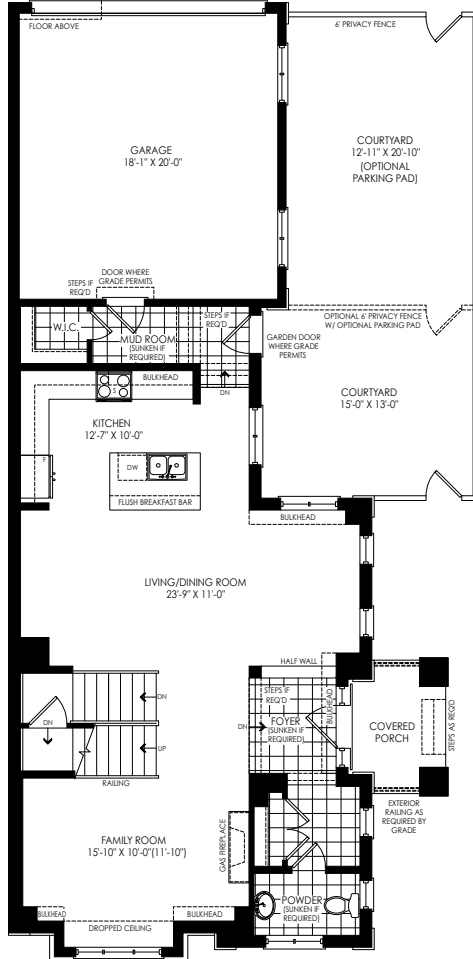 FLOOR ABOVE
6' PRIVACY FENCE
GARAGE
18'-1" X 20'-0"
COURTYARD
12'-11" X 20'-10"
(OPTIONAL
PARKING PAD)
DOOR WHERE
GRADE PERMITS
STEPS IF
REQ'D
W.I.C.
MUD ROOM
(SUNKEN IF
REQUIRED)
STEPS IF
REQ'D
OPTIONAL 6' PRIVACY FENCE
W/ OPTIONAL PARKING PAD
GARDEN DOOR
WHERE GRADE
PERMITS
COURTYARD
15'-0" X 13'-0"
BULKHEAD
DN
S
KITCHEN
12'-7" X 10'-0"
F
DW
FLUSH BREAKFAST BAR
BULKHEAD
LIVING/DINING ROOM
23'-9" X 11'-0"
HALF WALL
STEPS IF
REQ'D
BULKHEAD
DN
FOYER
(SUNKEN IF
REQUIRED)
COVERED
PORCH
STEPS AS REQ'D
DN
DN
UP
RAILING
EXTERIOR
RAILING AS
REQUIRED BY
GRADE
FAMILY ROOM
15'-10" X 10'-0"(11'-10")
GAS FIREPLACE
POWDER
(SUNKEN IF
REQUIRED)
BULKHEAD
BULKHEAD
DROPPED CEILING